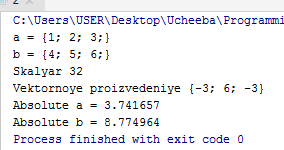 C:\Users\USER\Desktop\Ucheeba\Programmi
a = {1; 2; 3;}
b = {4; 5; 6;}
Skalyar 32
Vektornoye proizvedeniye {-3; 6; -3}
Absolute a = 3.741657
Absolute b = 8.774964
Process finished with exit code 0